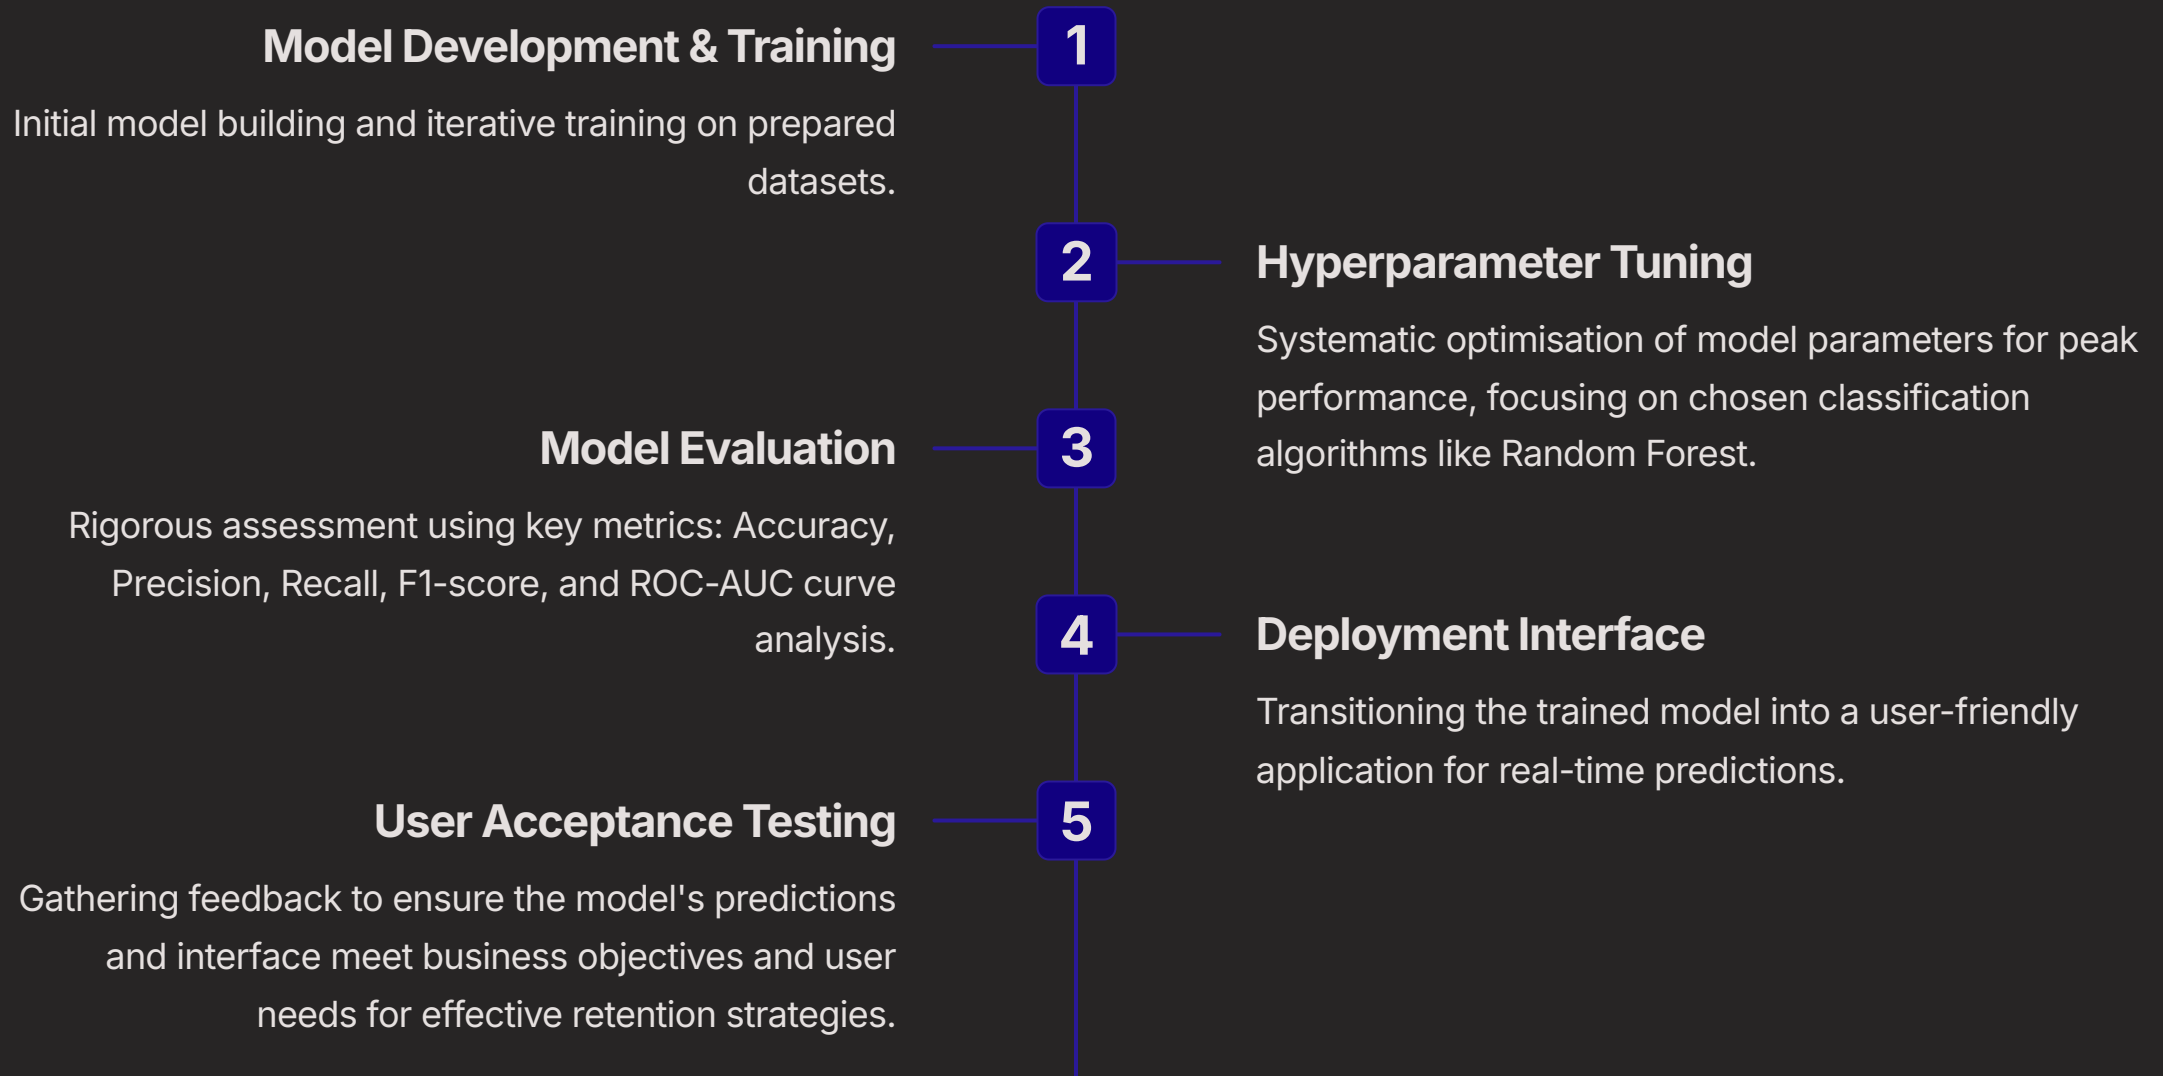 Model Development & Training
1
Initial model building and iterative training on prepared
datasets.
2
Hyperparameter Tuning
Systematic optimisation of model parameters for peak
performance, focusing on chosen classification
algorithms like Random Forest.
Model Evaluation
3
Rigorous assessment using key metrics: Accuracy,
Precision, Recall, F1-score, and ROC-AUC curve
analysis.
4
Deployment Interface
Transitioning the trained model into a user-friendly
application for real-time predictions.
User Acceptance Testing
5
Gathering feedback to ensure the model's predictions
and interface meet business objectives and user
needs for effective retention strategies.